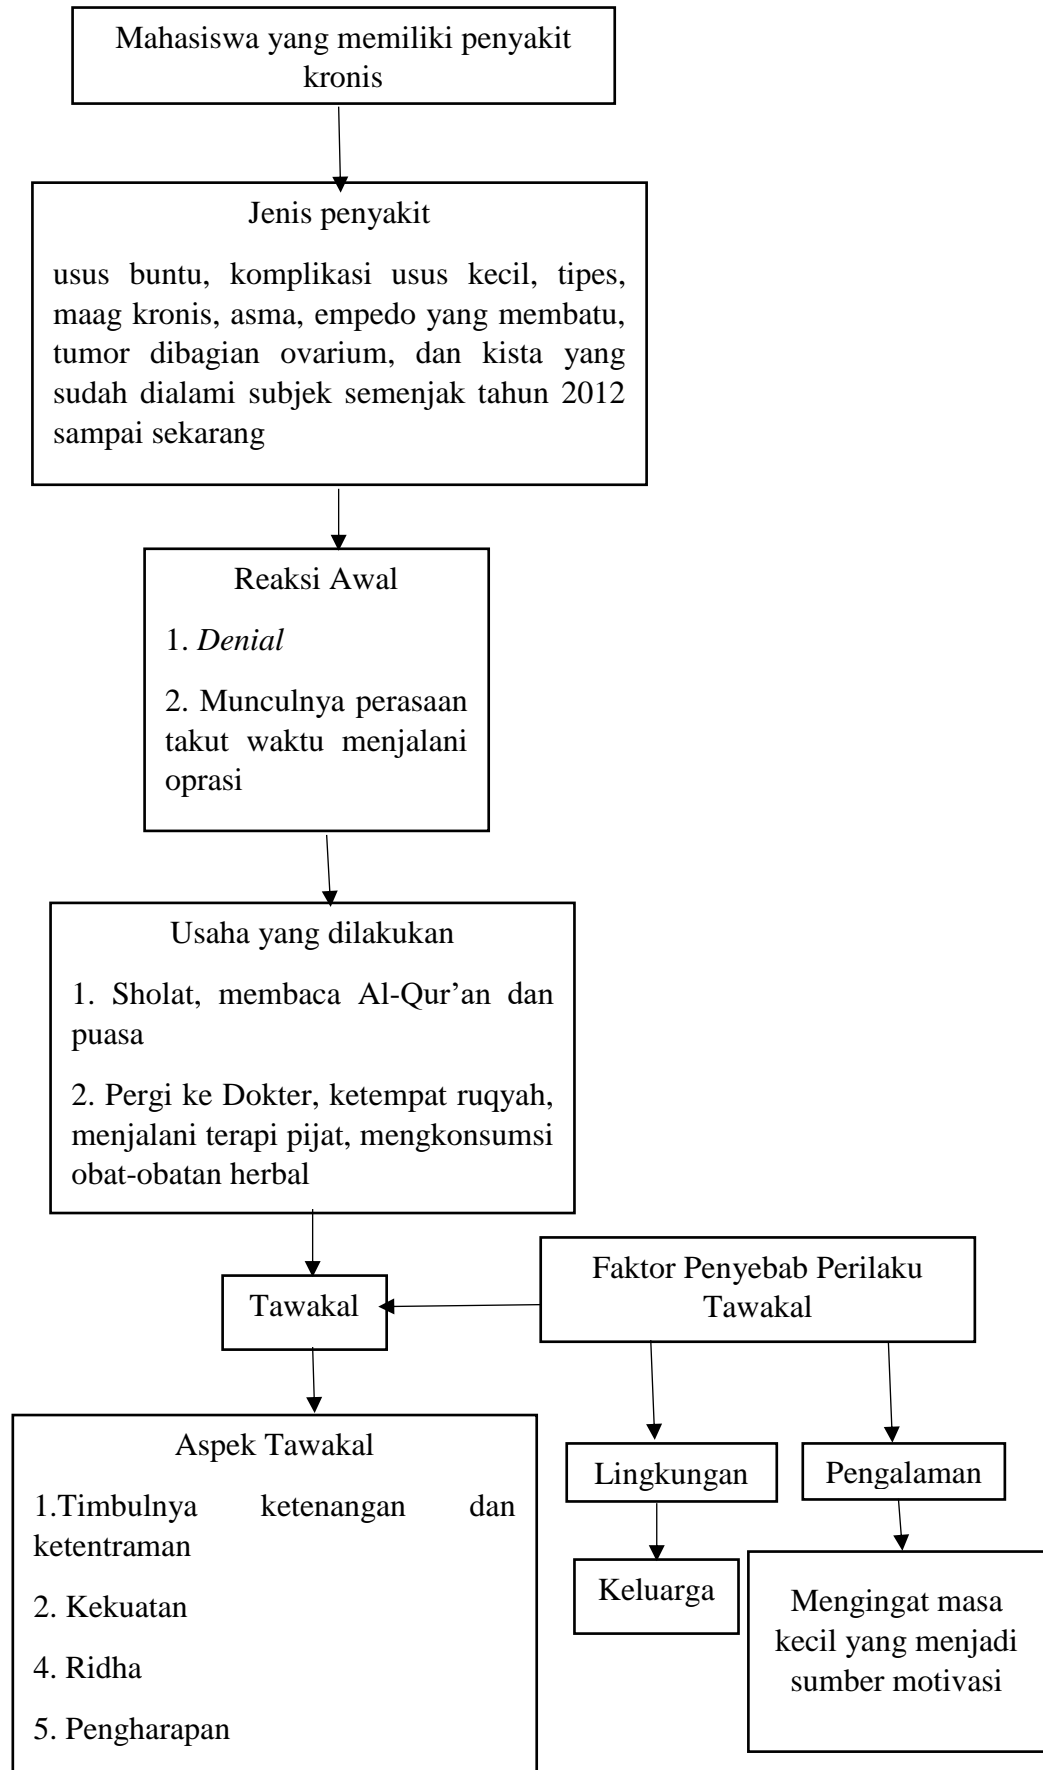 Mahasiswa yang memiliki penyakit
kronis
Jenis penyakit
usus buntu, komplikasi usus kecil, tipes,
maag kronis, asma, empedo yang membatu,
tumor dibagian ovarium, dan kista yang
sudah dialami subjek semenjak tahun 2012
sampai sekarang
Reaksi Awal
1. Denial
2. Munculnya perasaan
takut waktu menjalani
oprasi
Usaha yang dilakukan
1. Sholat, membaca Al-Qur’an dan
puasa
2. Pergi ke Dokter, ketempat ruqyah,
menjalani terapi pijat, mengkonsumsi
obat-obatan herbal
Tawakal
Faktor Penyebab Perilaku
Tawakal
Aspek Tawakal
1.Timbulnya ketenangan dan
ketentraman
2. Kekuatan
4. Ridha
5. Pengharapan
Lingkungan
Pengalaman
Keluarga
Mengingat masa
kecil yang menjadi
sumber motivasi